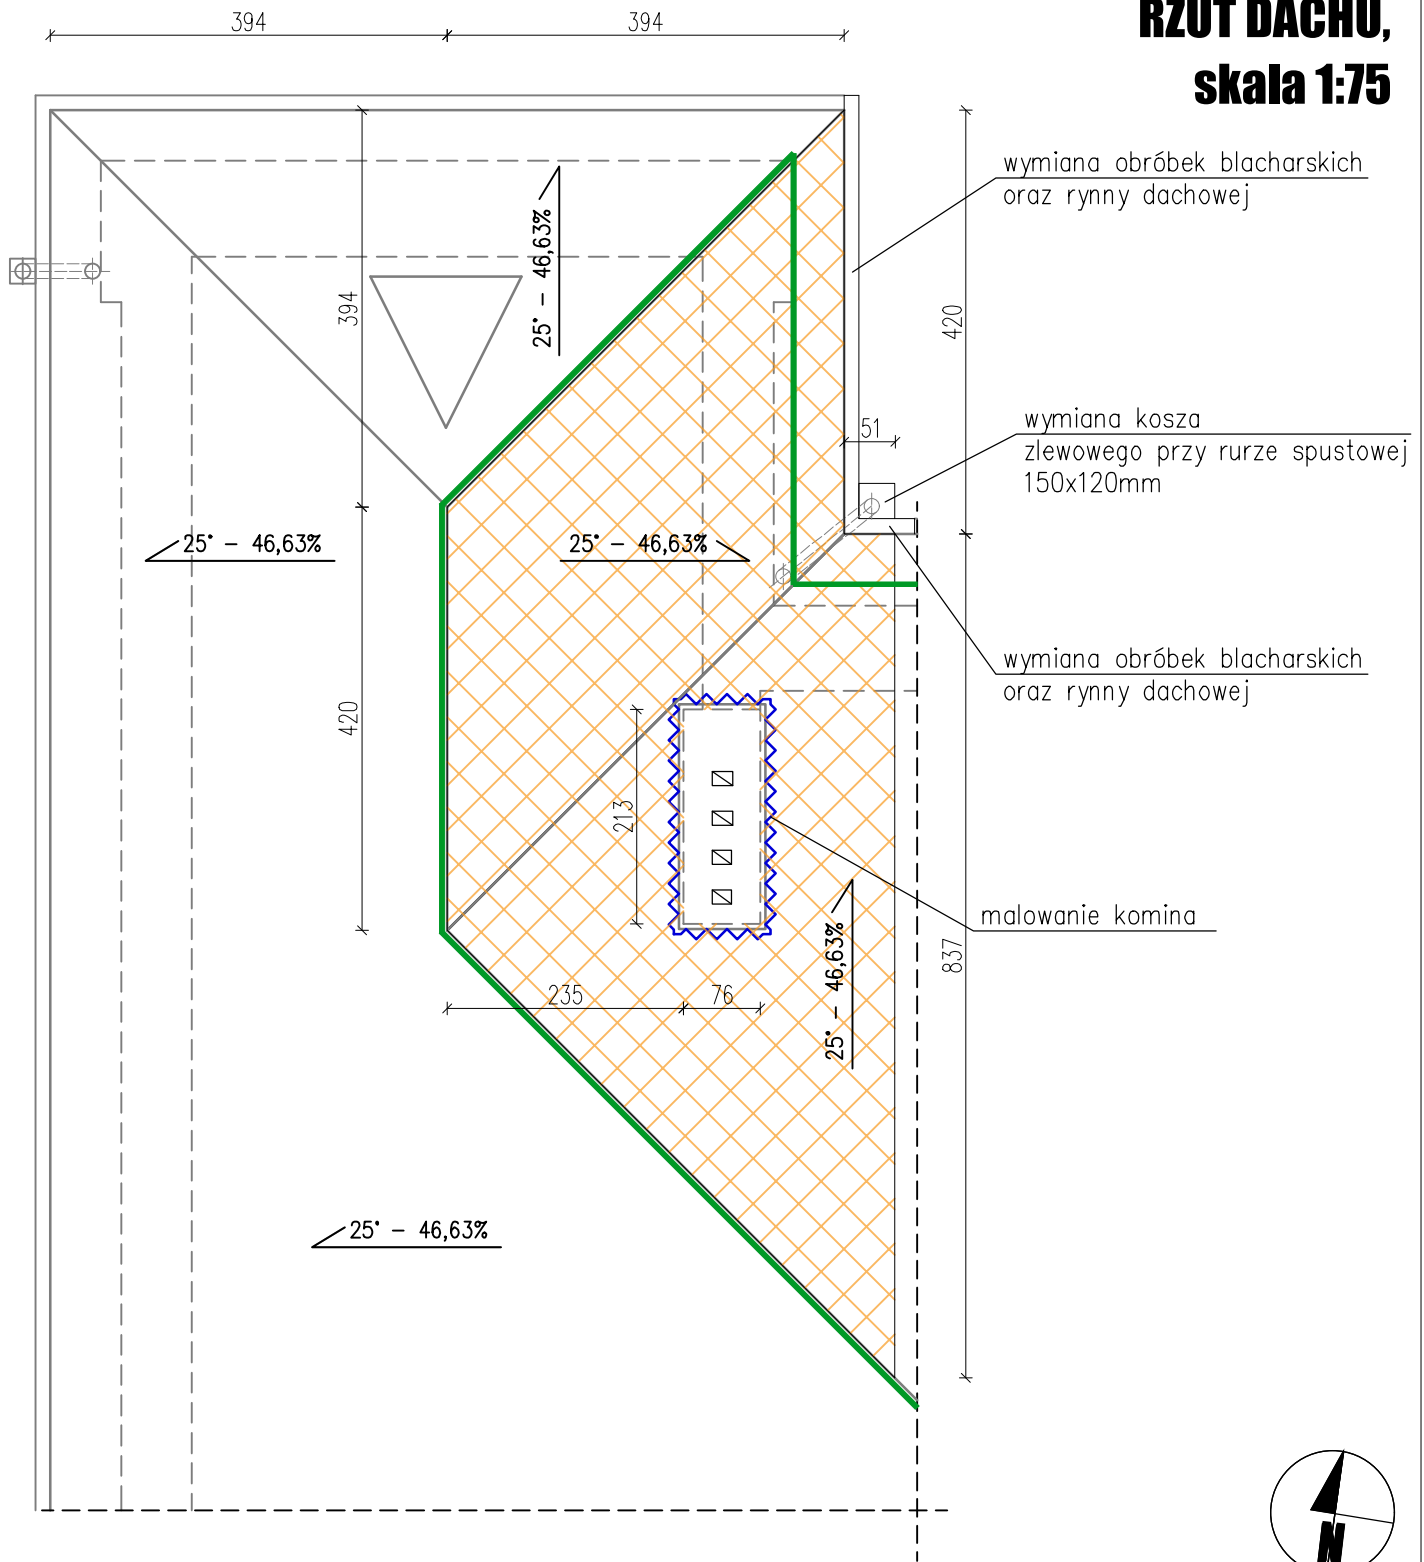 RZUT DACHU,
skala 1:75
394
394
wymiana obróbek blacharskich
oraz rynny dachowej
25° - 46,63%
394
420
51
wymiana kosza
zlewowego przy rurze spustowej
150x120mm
25° - 46,63%
25° - 46,63%
wymiana obróbek blacharskich
oraz rynny dachowej
420
213
malowanie komina
25° - 46,63%
837
235
76
25° - 46,63%
N